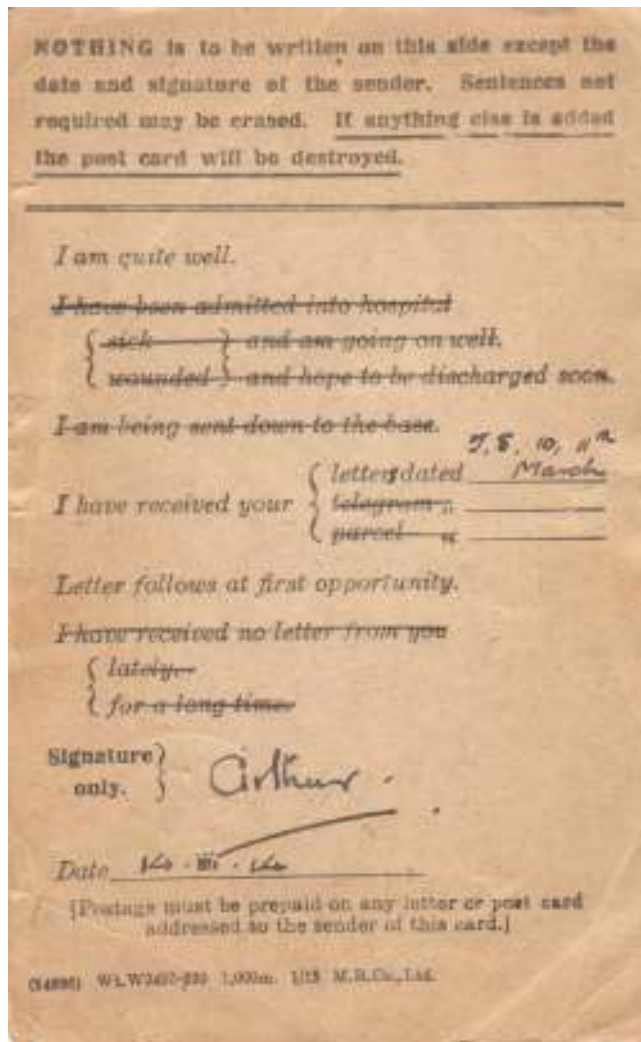 NOTHING is to be written on this side except the
date and signature of the sender. Sentences not
required may be erased. If anything else is added
the post card will be destroyed.
I am quite well.
I have been admitted into hospital
sick and am going on well.
wounded and hope to be discharged soon.
I am being sent down to the base.
8, 10, 11th
letters dated March
I have received your telegram "
parcel "
Letter follows at first opportunity.
I have received no letter from you
lately.
for a long time.
Signature
only. Arthur.
Date
[Postage must be prepaid on any letter or post card
addressed to the sender of this card.]
1,000m. M.R.Co., Ltd.